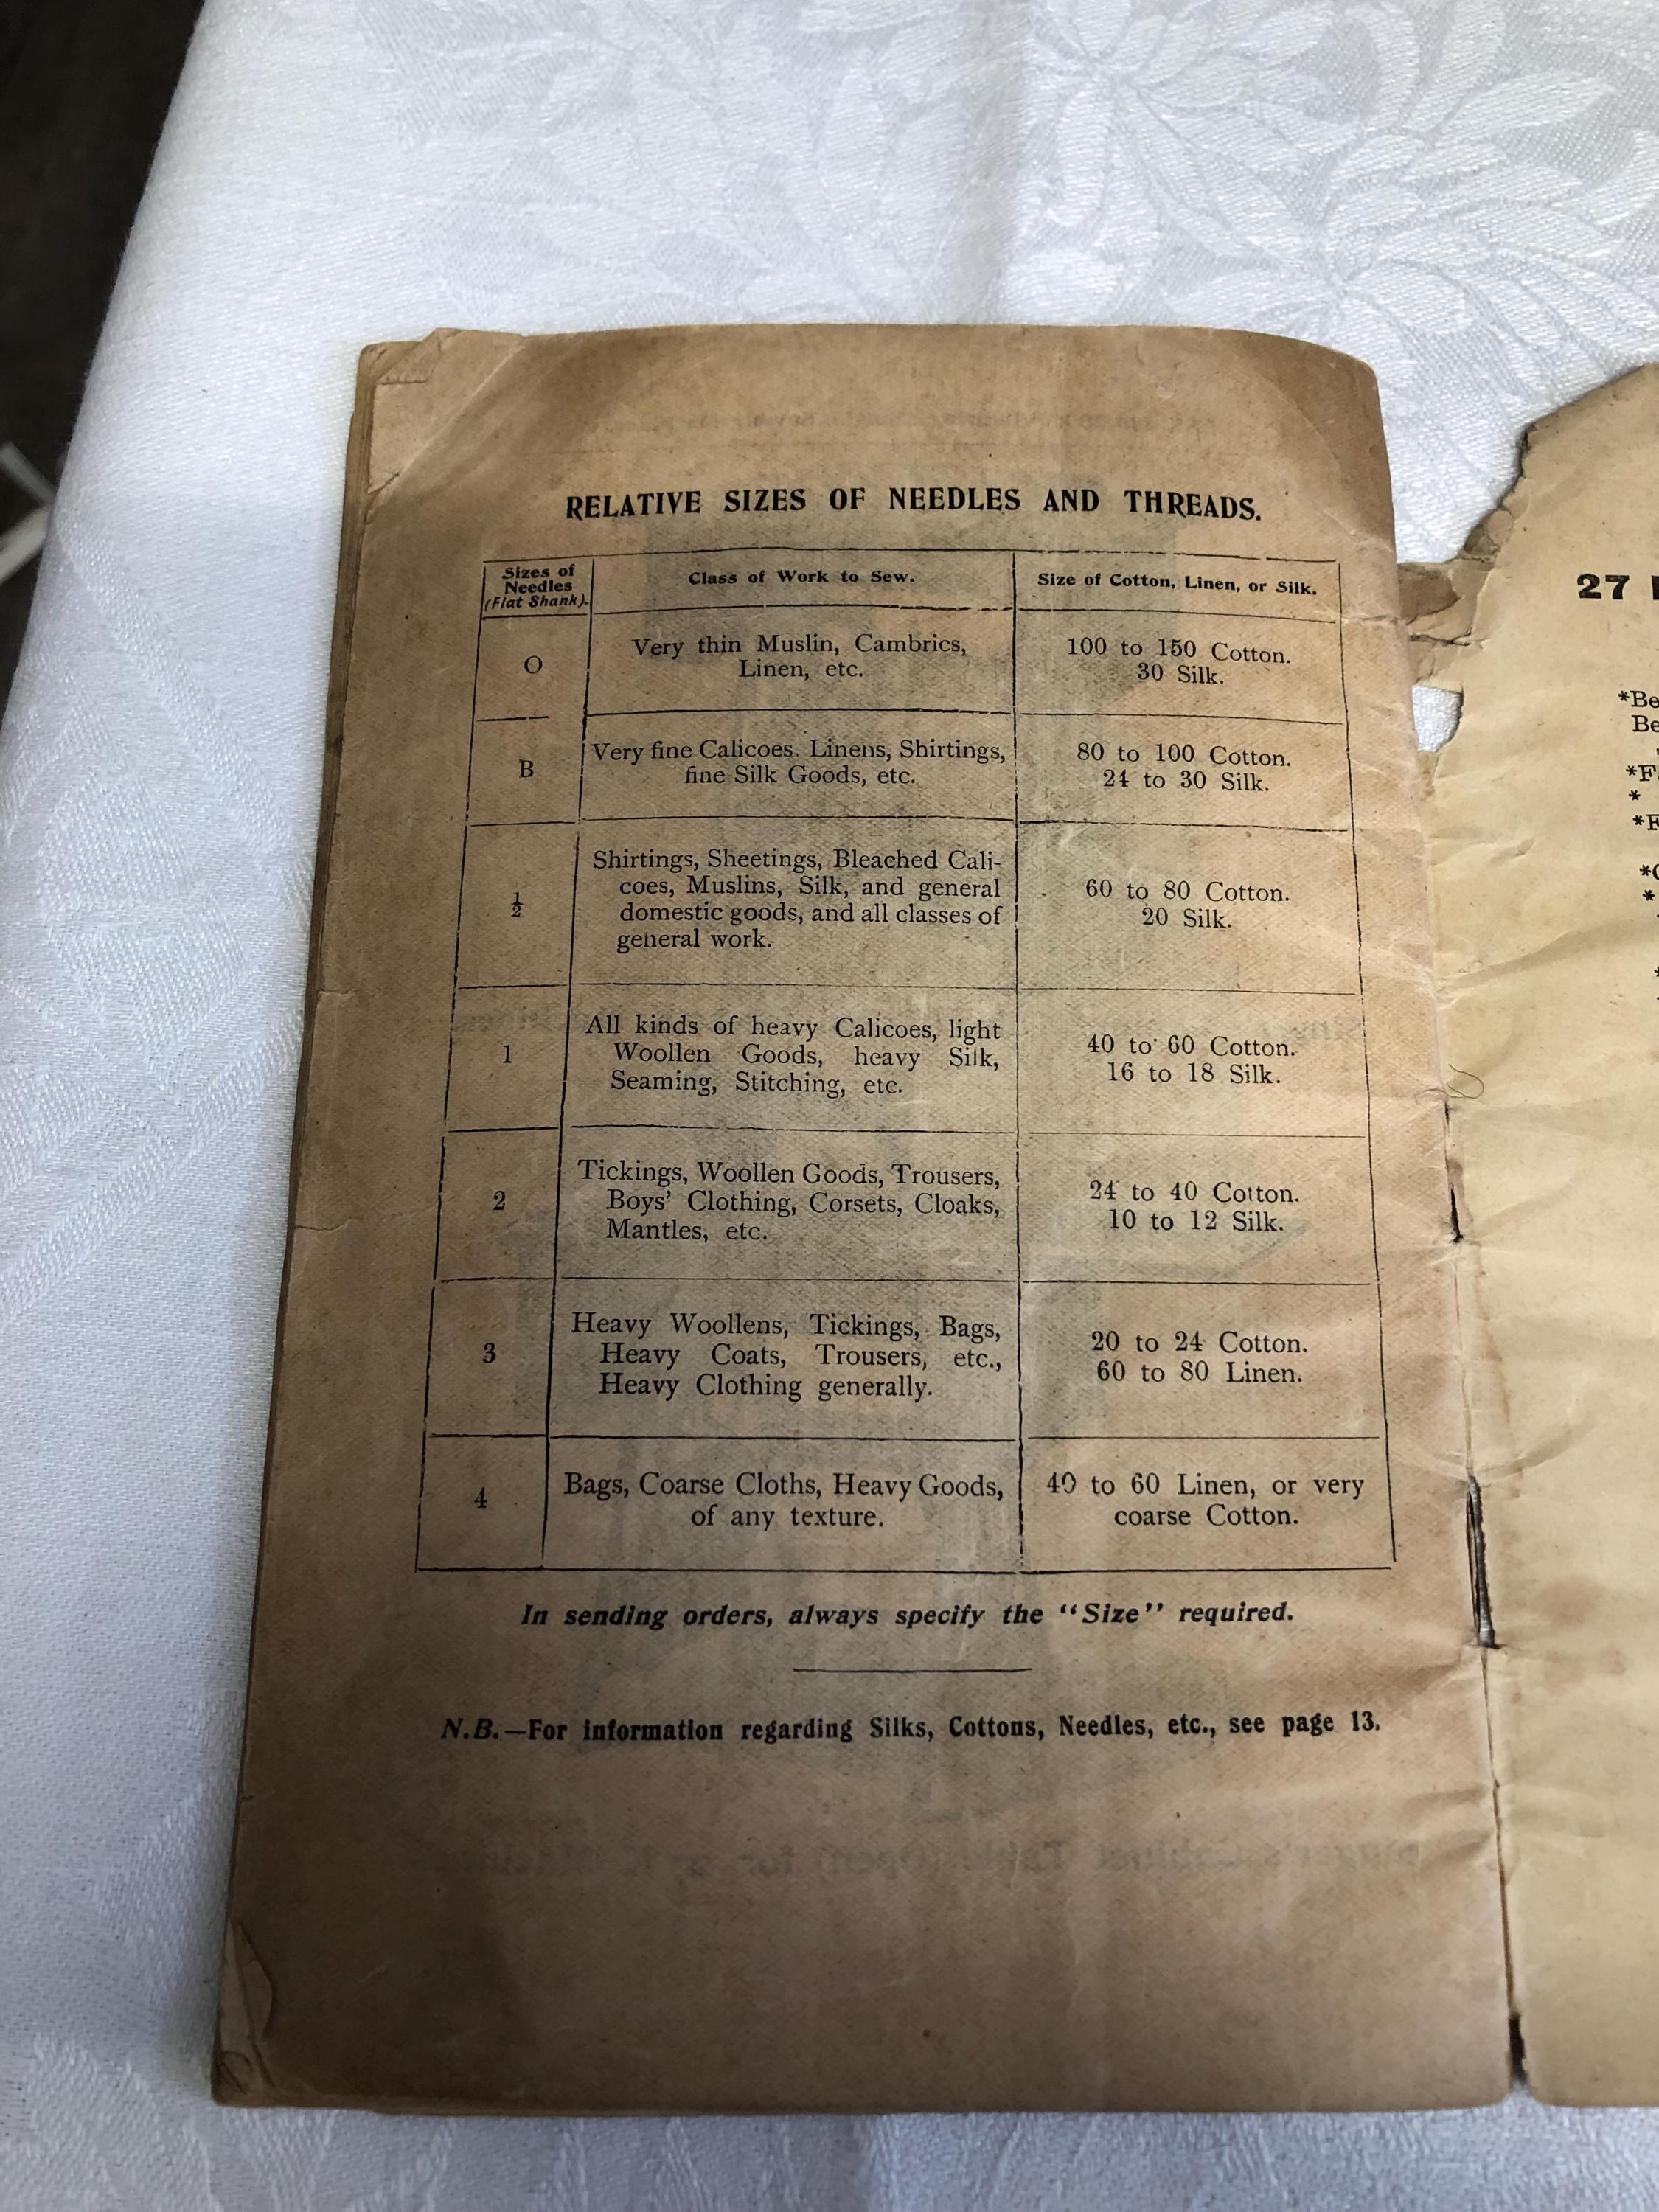 RELATIVE SIZES OF NEEDLES AND THREADS.
Sizes of
Needles
(Flat Shank).
Class of Work to Sew.
Size of Cotton, Linen, or Silk.
O
Very thin Muslin, Cambrics,
Linen, etc.
100 to 150 Cotton.
30 Silk.
B
Very fine Calicoes, Linens, Shirtings,
fine Silk Goods, etc.
80 to 100 Cotton.
24 to 30 Silk.
½
Shirtings, Sheetings, Bleached Cali-
coes, Muslins, Silk, and general
domestic goods, and all classes of
general work.
60 to 80 Cotton.
20 Silk.
1
All kinds of heavy Calicoes, light
Woollen Goods, heavy Silk,
Seaming, Stitching, etc.
40 to 60 Cotton.
16 to 18 Silk.
2
Tickings, Woollen Goods, Trousers,
Boys' Clothing, Corsets, Cloaks,
Mantles, etc.
24 to 40 Cotton.
10 to 12 Silk.
3
Heavy Woollens, Tickings, Bags,
Heavy Coats, Trousers, etc.,
Heavy Clothing generally.
20 to 24 Cotton.
60 to 80 Linen.
4
Bags, Coarse Cloths, Heavy Goods,
of any texture.
40 to 60 Linen, or very
coarse Cotton.
In sending orders, always specify the "Size" required.
N.B.—For information regarding Silks, Cottons, Needles, etc., see page 13.
27
*Be
Be
*F
*
*
*